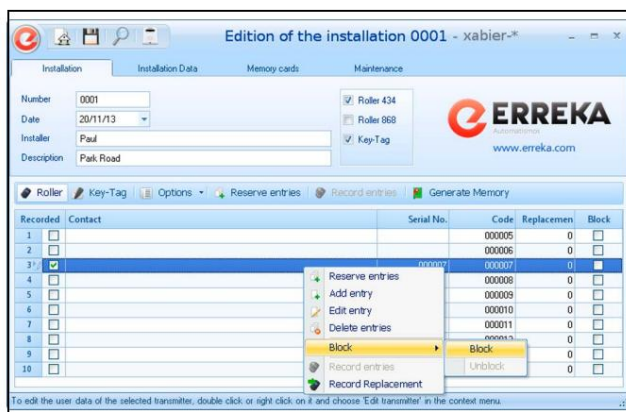 Edition of the installation 0001 - xabier-*
Installation Installation Data Memory cards Maintenance
Number 0001 Roller 434
Date 20/11/13 Roller 868
Installer Paul Key-Tag
Description Park Road
ERREKA
Automatismos
www.erreka.com
Roller Key-Tag Options Reserve entries Record entries Generate Memory
Recorded Contact Serial No. Code Replacemen Block
1 000005 0
2 000006 0
3 000007 000007 0
4 000008 0
5 000009 0
6 000010 0
7 000011 0
8 000012 0
9 0
10 0
Reserve entries
Add entry
Edit entry
Delete entries
Block
Block
Unblock
Record entries
Record Replacement
To edit the user data of the selected transmitter, double click or right click on it and choose 'Edit transmitter' in the context menu.